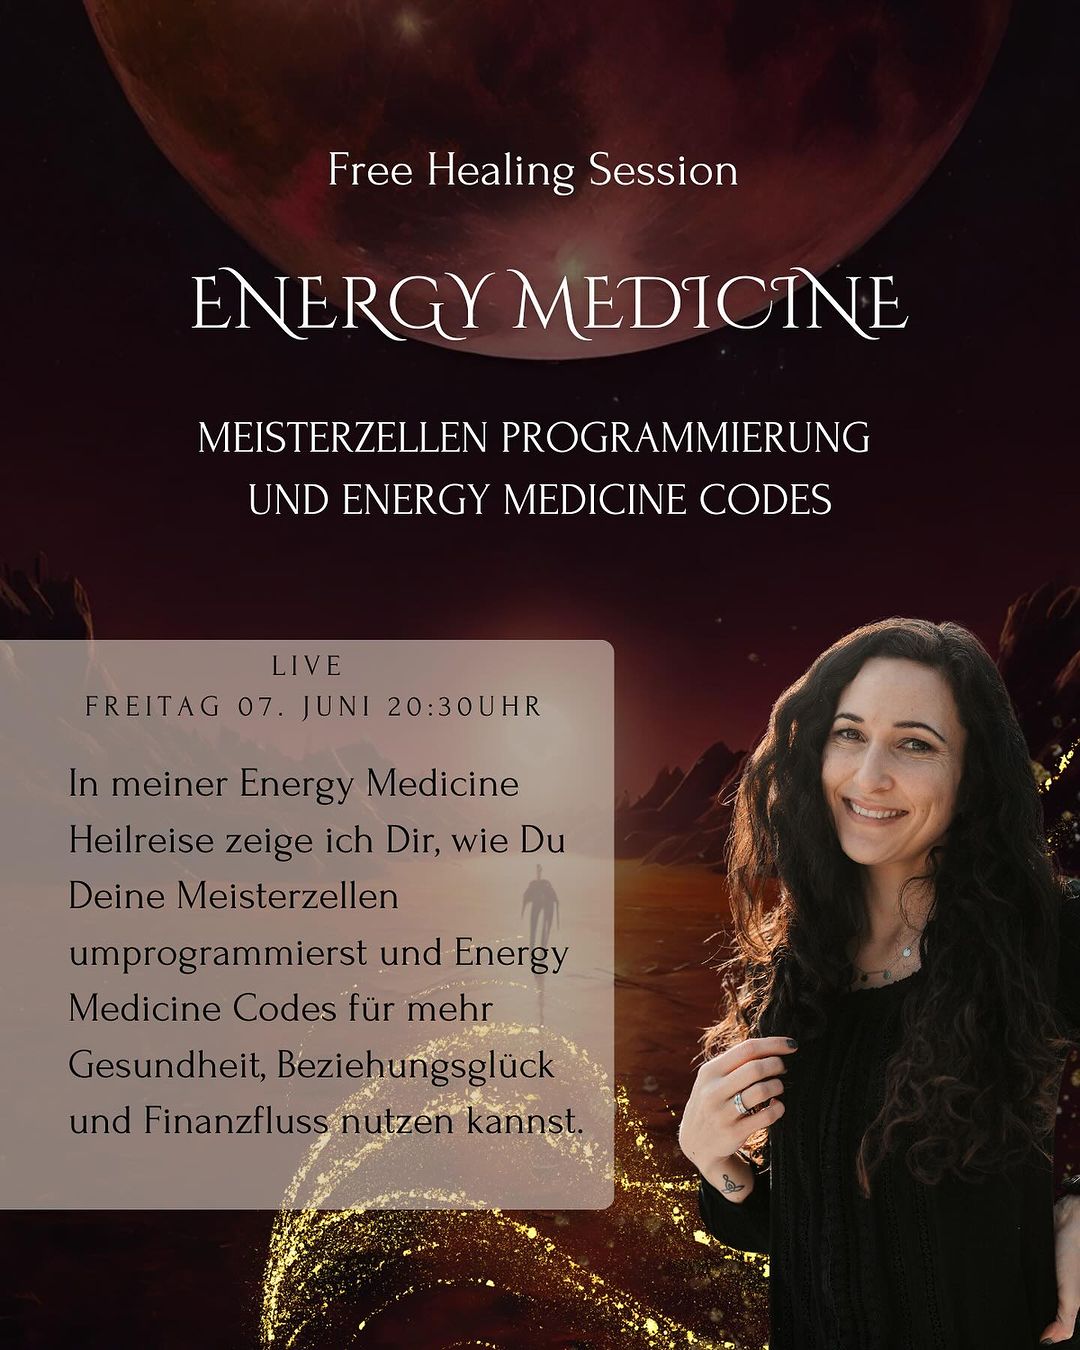 Free Healing Session
ENERGY MEDICINE
MEISTERZELLEN PROGRAMMIERUNG
UND ENERGY MEDICINE CODES
LIVE
FREITAG 07. JUNI 20:30UHR
In meiner Energy Medicine
Heilreise zeige ich Dir, wie Du
Deine Meisterzellen
umprogrammierst und Energy
Medicine Codes für mehr
Gesundheit, Beziehungsglück
und Finanzfluss nutzen kannst.